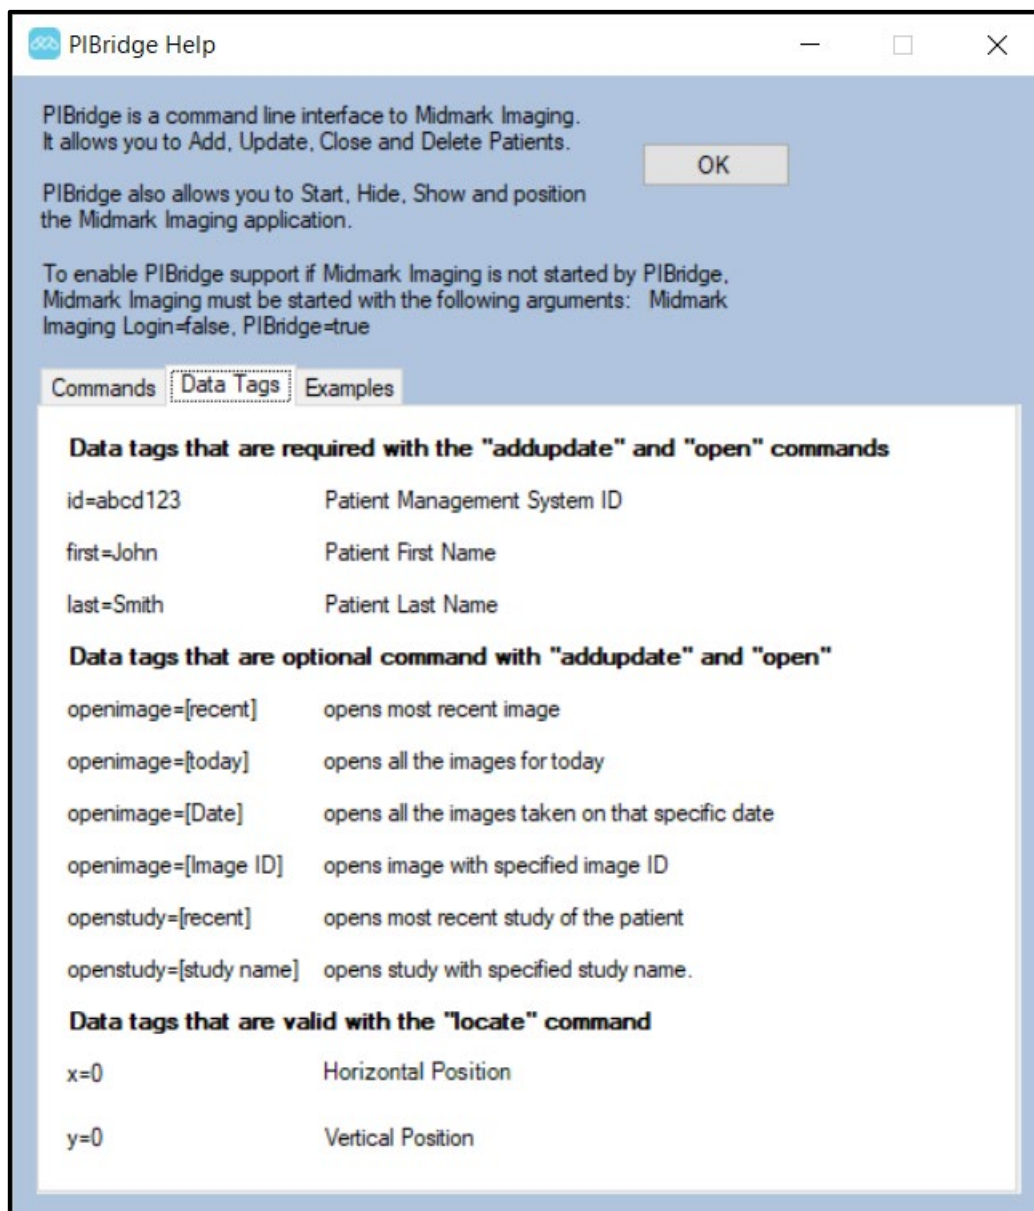 PIBridge Help
PIBridge is a command line interface to Midmark Imaging.
It allows you to Add, Update, Close and Delete Patients.
OK
PIBridge also allows you to Start, Hide, Show and position
the Midmark Imaging application.
To enable PIBridge support if Midmark Imaging is not started by PIBridge,
Midmark Imaging must be started with the following arguments:   Midmark
Imaging Login=false, PIBridge=true
Commands Data Tags Examples
Data tags that are required with the "addupdate" and "open" commands
id=abcd123 Patient Management System ID
first=John Patient First Name
last=Smith Patient Last Name
Data tags that are optional command with "addupdate" and "open"
openimage=[recent] opens most recent image
openimage=[today] opens all the images for today
openimage=[Date] opens all the images taken on that specific date
openimage=[Image ID] opens image with specified image ID
openstudy=[recent] opens most recent study of the patient
openstudy=[study name] opens study with specified study name.
Data tags that are valid with the "locate" command
x=0 Horizontal Position
y=0 Vertical Position